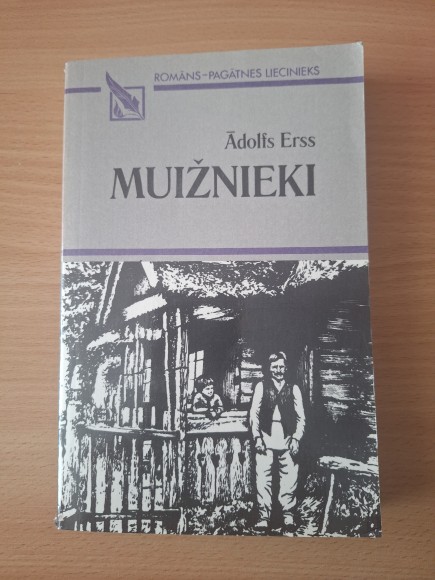 ROMĀNS–PAGĀTNES LIECINIEKS
Ādolfs Erss
MUIŽNIEKI